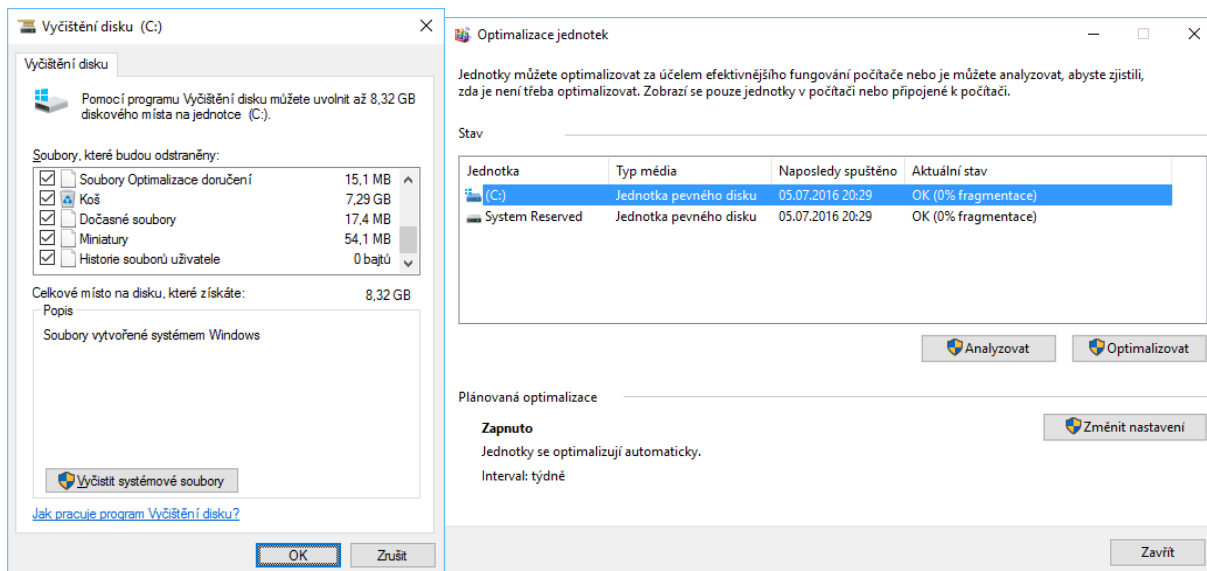 Vyčištění disku (C:)
Vyčištění disku
Pomocí programu Vyčištění disku můžete uvolnit až 8,32 GB
diskového místa na jednotce (C:).
Soubory, které budou odstraněny:
Soubory Optimalizace doručení 15,1 MB
Koš 7,29 GB
Dočasné soubory 17,4 MB
Miniatury 54,1 MB
Historie souborů uživatele 0 bajtů
Celkové místo na disku, které získáte: 8,32 GB
Popis
Soubory vytvořené systémem Windows
Vyčistit systémové soubory
Jak pracuje program Vyčištění disku?
OK Zrušit
Optimalizace jednotek
Jednotky můžete optimalizovat za účelem efektivnějšího fungování počítače nebo je můžete analyzovat, abyste zjistili,
zda je není třeba optimalizovat. Zobrazí se pouze jednotky v počítači nebo připojené k počítači.
Stav
Jednotka Typ média Naposledy spuštěno Aktuální stav
(C:) Jednotka pevného disku 05.07.2016 20:29 OK (0% fragmentace)
System Reserved Jednotka pevného disku 05.07.2016 20:29 OK (0% fragmentace)
Analyzovat Optimalizovat
Plánovaná optimalizace
Zapnuto Změnit nastavení
Jednotky se optimalizují automaticky.
Interval: týdně
Zavřít